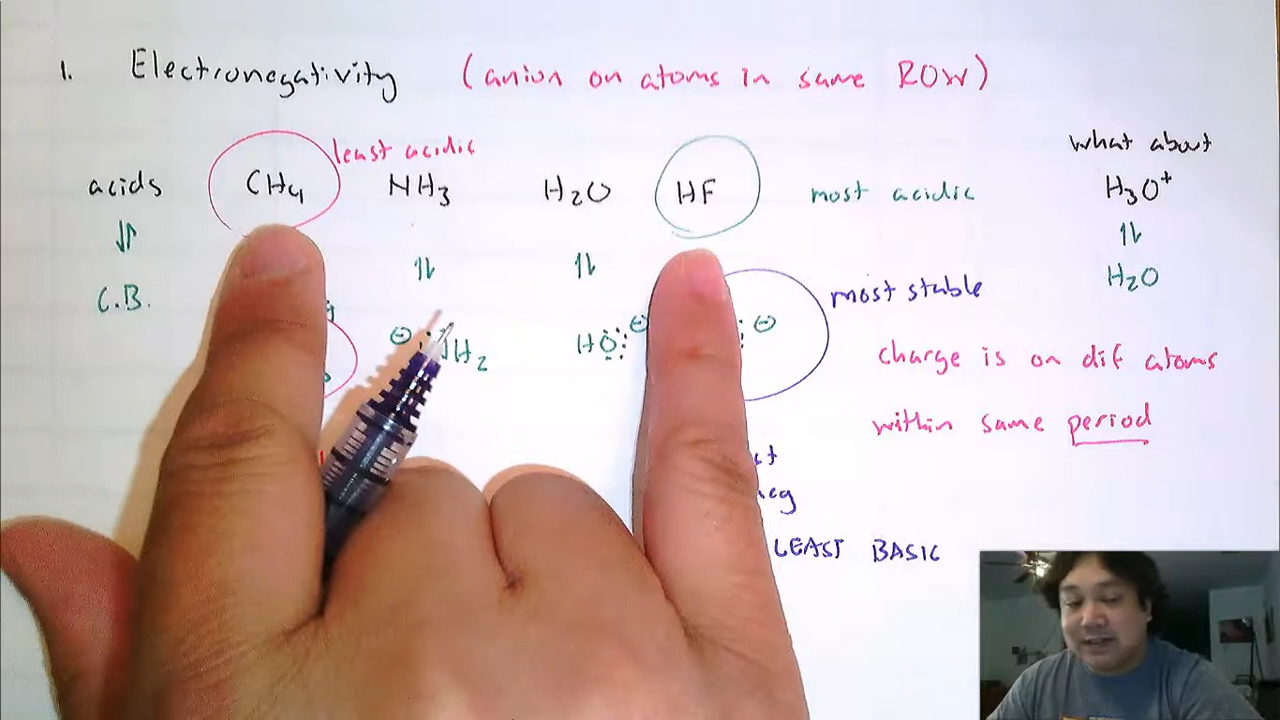 1. Electronegativity (anion on atoms in same ROW)
least acidic
what about
acids CH4 NH3 H2O HF most acidic H3O+
⇌ ⇌ ⇌ ⇌
C.B. most stable H2O
⊖ :NH2 HO: ⊖ ⊖
charge is on dif atoms
within same period
LEAST BASIC